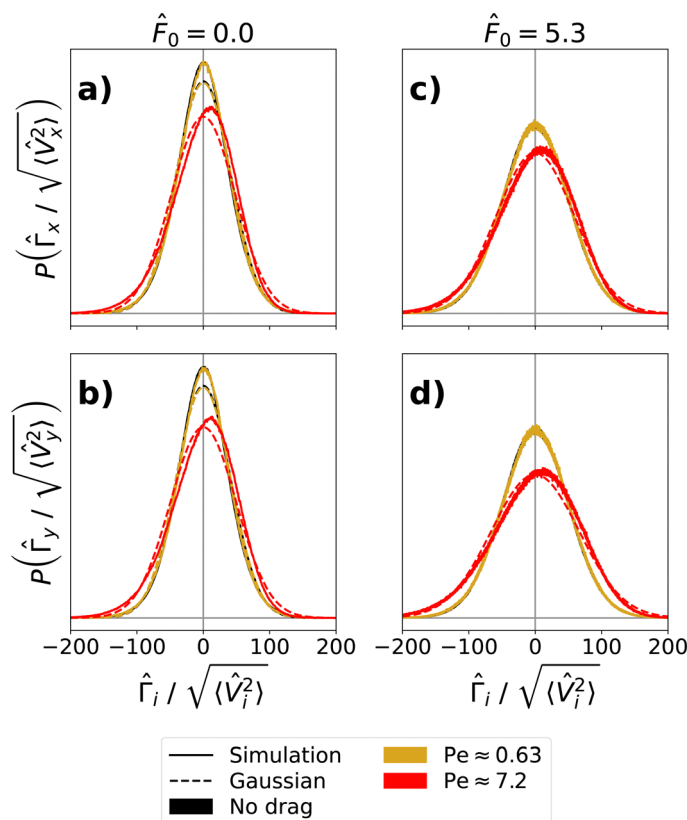 F̂₀ = 0.0
F̂₀ = 5.3
a)
c)
P(Γ̂ₓ / √⟨V̂ₓ²⟩)
b)
d)
P(Γ̂ᵧ / √⟨V̂ᵧ²⟩)
−200 −100 0 100 200
−200 −100 0 100 200
Γ̂ᵢ / √⟨V̂ᵢ²⟩
Γ̂ᵢ / √⟨V̂ᵢ²⟩
Simulation
Gaussian
No drag
Pe ≈ 0.63
Pe ≈ 7.2